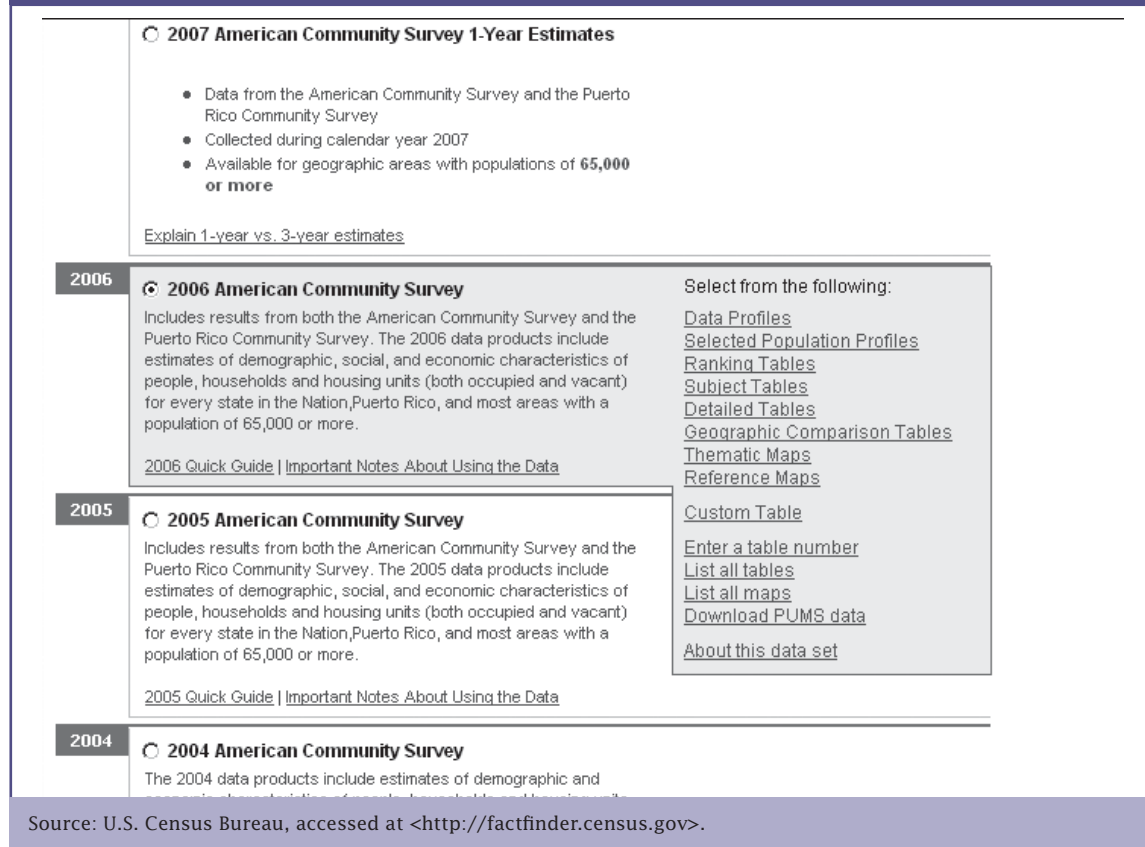 2007 American Community Survey 1-Year Estimates
● Data from the American Community Survey and the Puerto
Rico Community Survey
● Collected during calendar year 2007
● Available for geographic areas with populations of 65,000
or more
Explain 1-year vs. 3-year estimates
2006
2006 American Community Survey
Includes results from both the American Community Survey and the
Puerto Rico Community Survey. The 2006 data products include
estimates of demographic, social, and economic characteristics of
people, households and housing units (both occupied and vacant)
for every state in the Nation,Puerto Rico, and most areas with a
population of 65,000 or more.
2006 Quick Guide | Important Notes About Using the Data
Select from the following:
Data Profiles
Selected Population Profiles
Ranking Tables
Subject Tables
Detailed Tables
Geographic Comparison Tables
Thematic Maps
Reference Maps
Custom Table
Enter a table number
List all tables
List all maps
Download PUMS data
About this data set
2005
2005 American Community Survey
Includes results from both the American Community Survey and the
Puerto Rico Community Survey. The 2005 data products include
estimates of demographic, social, and economic characteristics of
people, households and housing units (both occupied and vacant)
for every state in the Nation,Puerto Rico, and most areas with a
population of 65,000 or more.
2005 Quick Guide | Important Notes About Using the Data
2004
2004 American Community Survey
The 2004 data products include estimates of demographic and
Source: U.S. Census Bureau, accessed at <http://factfinder.census.gov>.